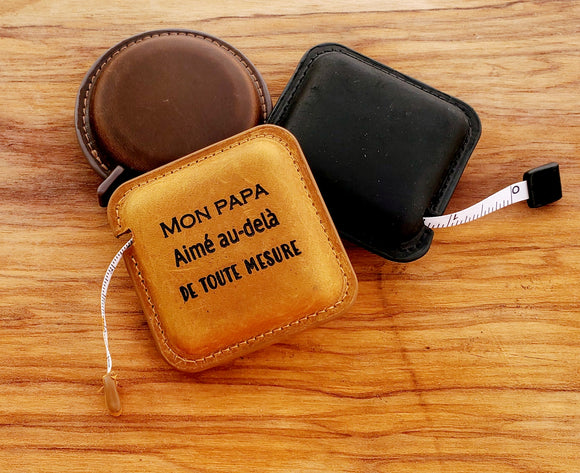 Mon papa
Aimé au-delà
de toute mesure